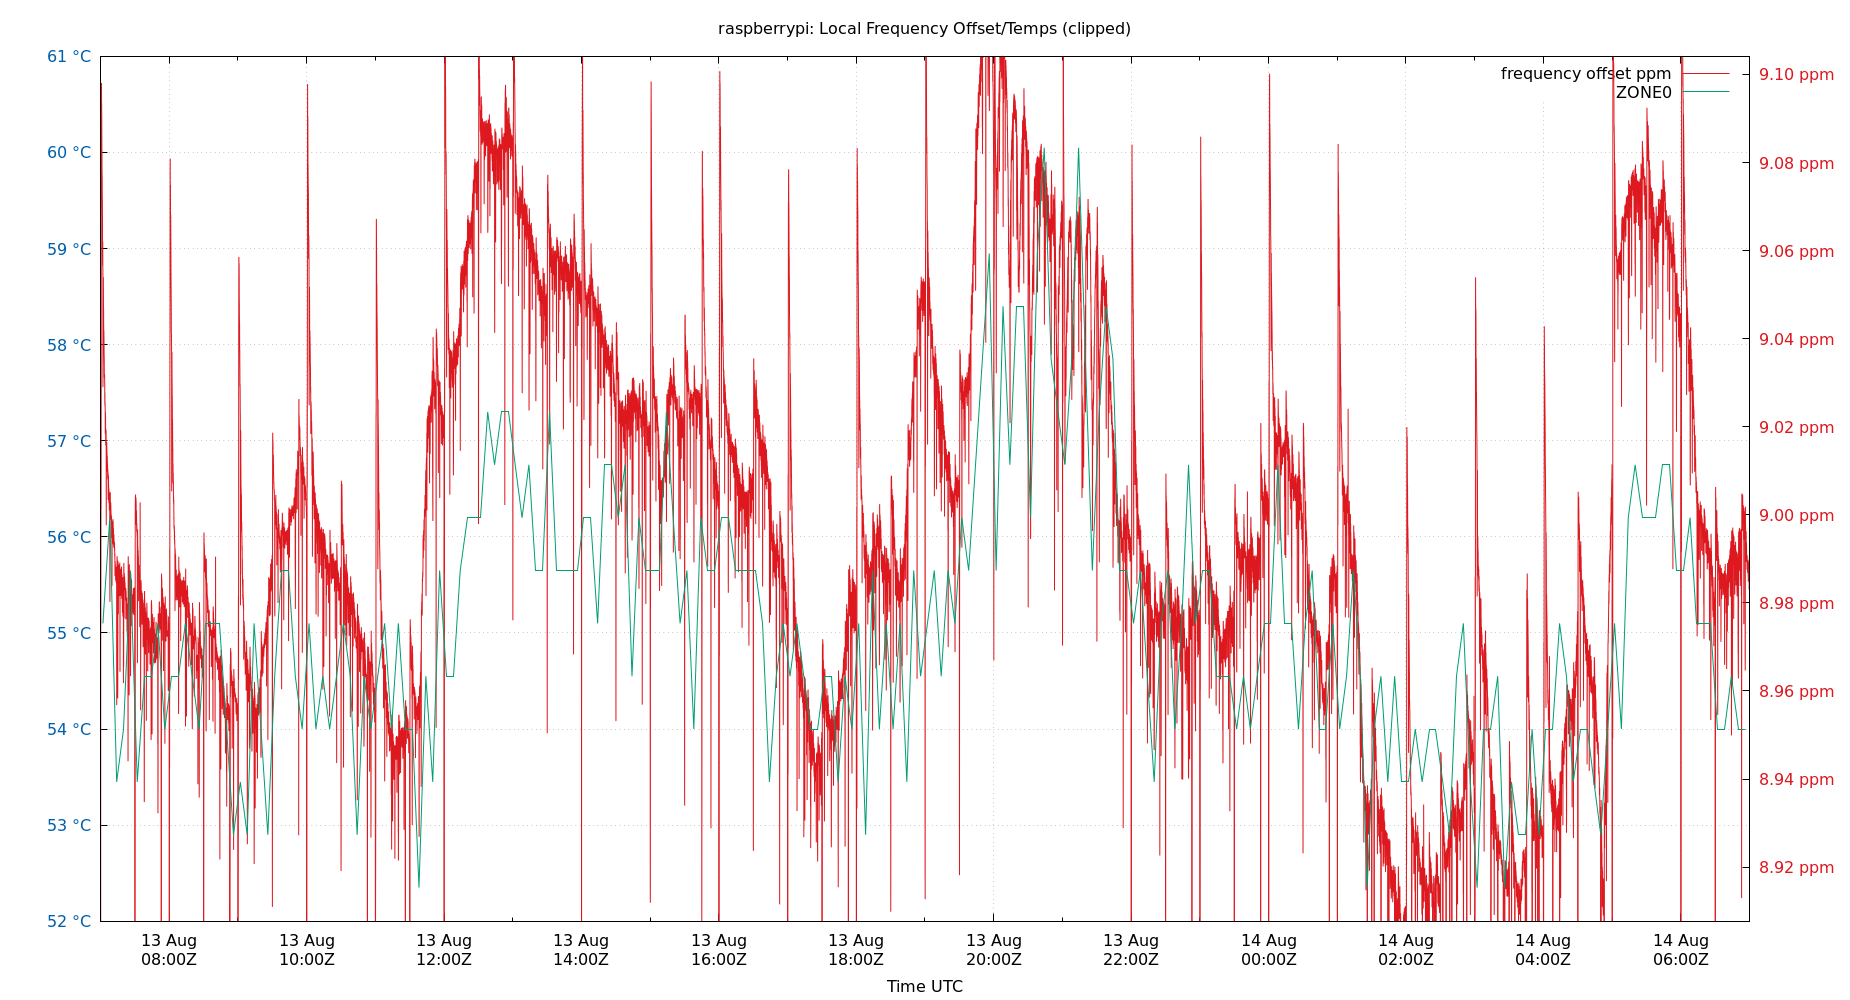 raspberrypi: Local Frequency Offset/Temps (clipped)
61 °C
60 °C
59 °C
58 °C
57 °C
56 °C
55 °C
54 °C
53 °C
52 °C
frequency offset ppm
ZONE0
9.10 ppm
9.08 ppm
9.06 ppm
9.04 ppm
9.02 ppm
9.00 ppm
8.98 ppm
8.96 ppm
8.94 ppm
8.92 ppm
13 Aug
08:00Z
13 Aug
10:00Z
13 Aug
12:00Z
13 Aug
14:00Z
13 Aug
16:00Z
13 Aug
18:00Z
13 Aug
20:00Z
13 Aug
22:00Z
14 Aug
00:00Z
14 Aug
02:00Z
14 Aug
04:00Z
14 Aug
06:00Z
Time UTC